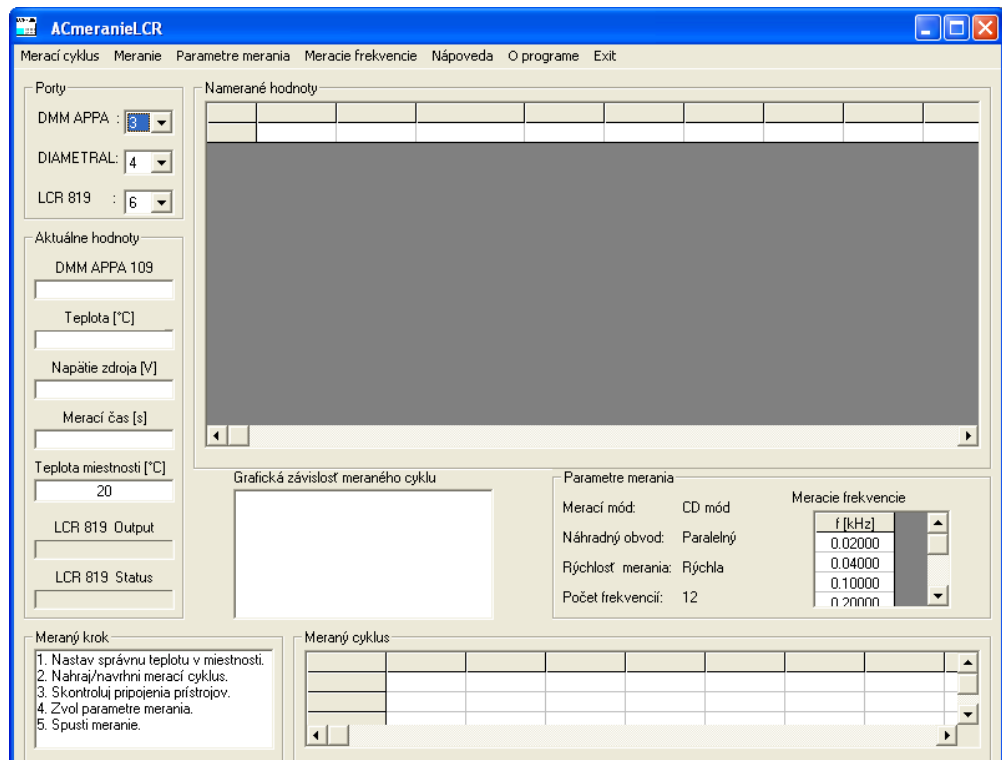 ACmeranieLCR
Merací cyklus Meranie Parametre merania Meracie frekvencie Nápoveda O programe Exit
Porty
DMM APPA : 3
DIAMETRAL: 4
LCR 819 : 6
Namerané hodnoty
Aktuálne hodnoty
DMM APPA 109
Teplota [°C]
Napätie zdroja [V]
Merací čas [s]
Teplota miestnosti [°C]
20
LCR 819 Output
LCR 819 Status
Grafická závislosť meraného cyklu
Parametre merania
Merací mód: CD mód
Náhradný obvod: Paralelný
Rýchlosť merania: Rýchla
Počet frekvencií: 12
Meracie frekvencie
f [kHz]
0.02000
0.04000
0.10000
0.20000
Meraný krok
1. Nastav správnu teplotu v miestnosti.
2. Nahraj/navrhni merací cyklus.
3. Skontroluj pripojenia prístrojov.
4. Zvol parametre merania.
5. Spusti meranie.
Meraný cyklus